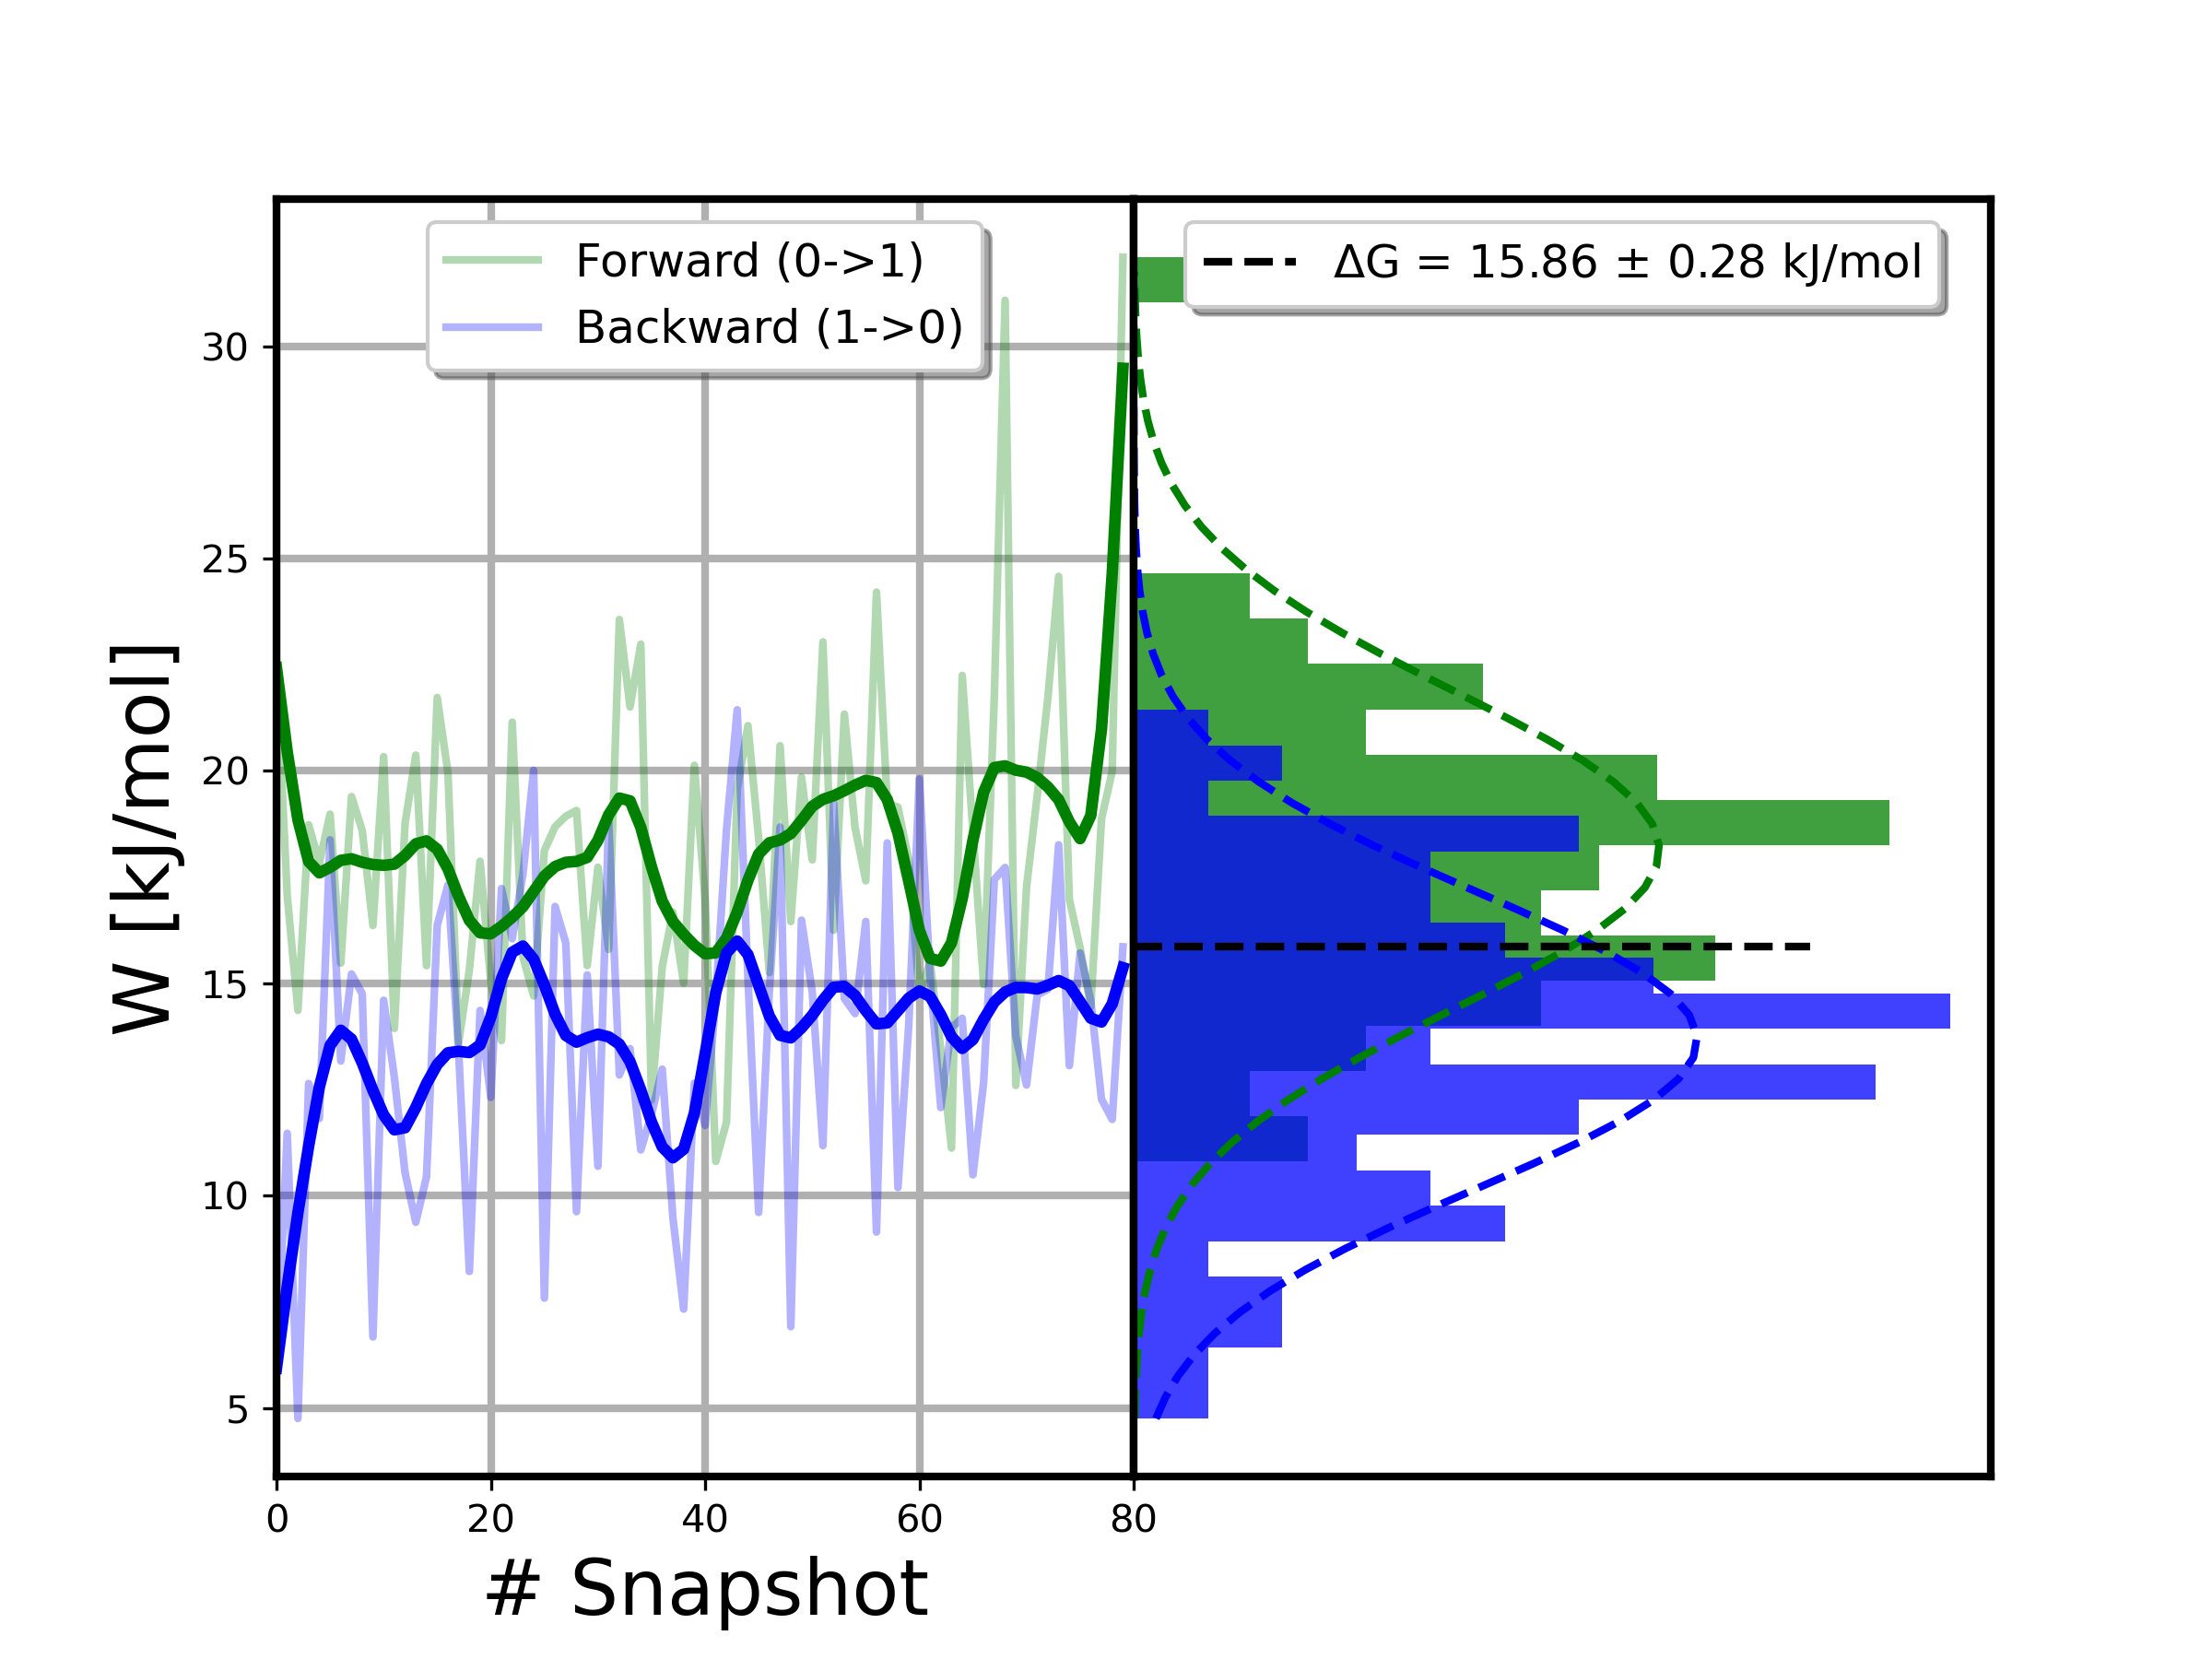 Forward (0->1)
Backward (1->0)
ΔG = 15.86 ± 0.28 kJ/mol
W [kJ/mol]
30
25
20
15
10
5
0 20 40 60 80
# Snapshot